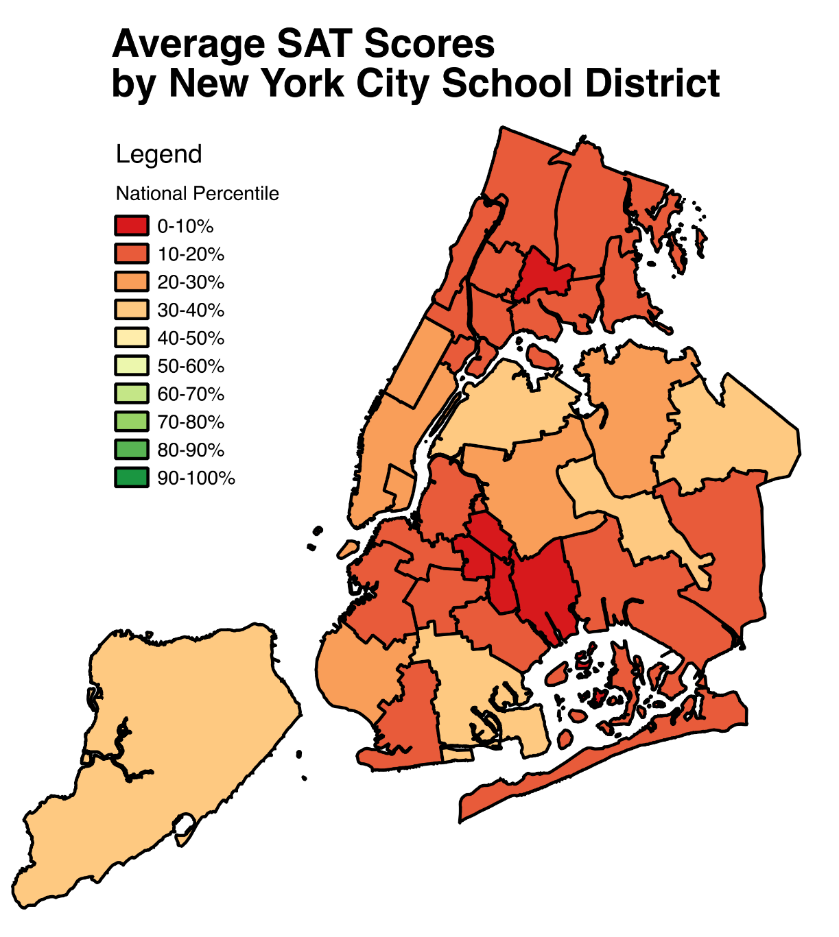 Average SAT Scores
by New York City School District
Legend
National Percentile
0-10%
10-20%
20-30%
30-40%
40-50%
50-60%
60-70%
70-80%
80-90%
90-100%